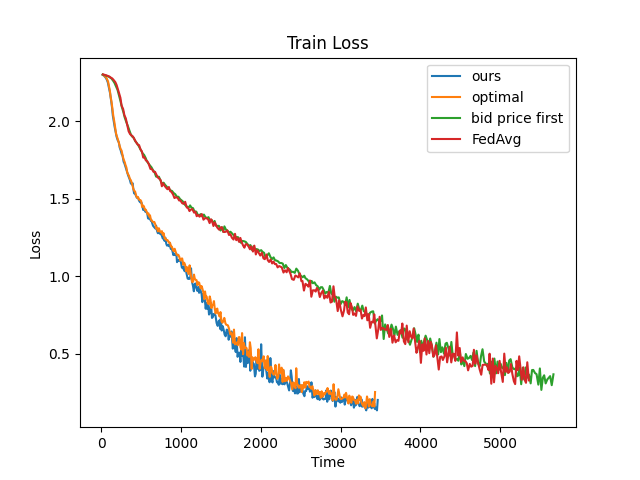 Train Loss
ours
optimal
bid price first
FedAvg
Loss
2.0
1.5
1.0
0.5
0
1000
2000
3000
4000
5000
Time